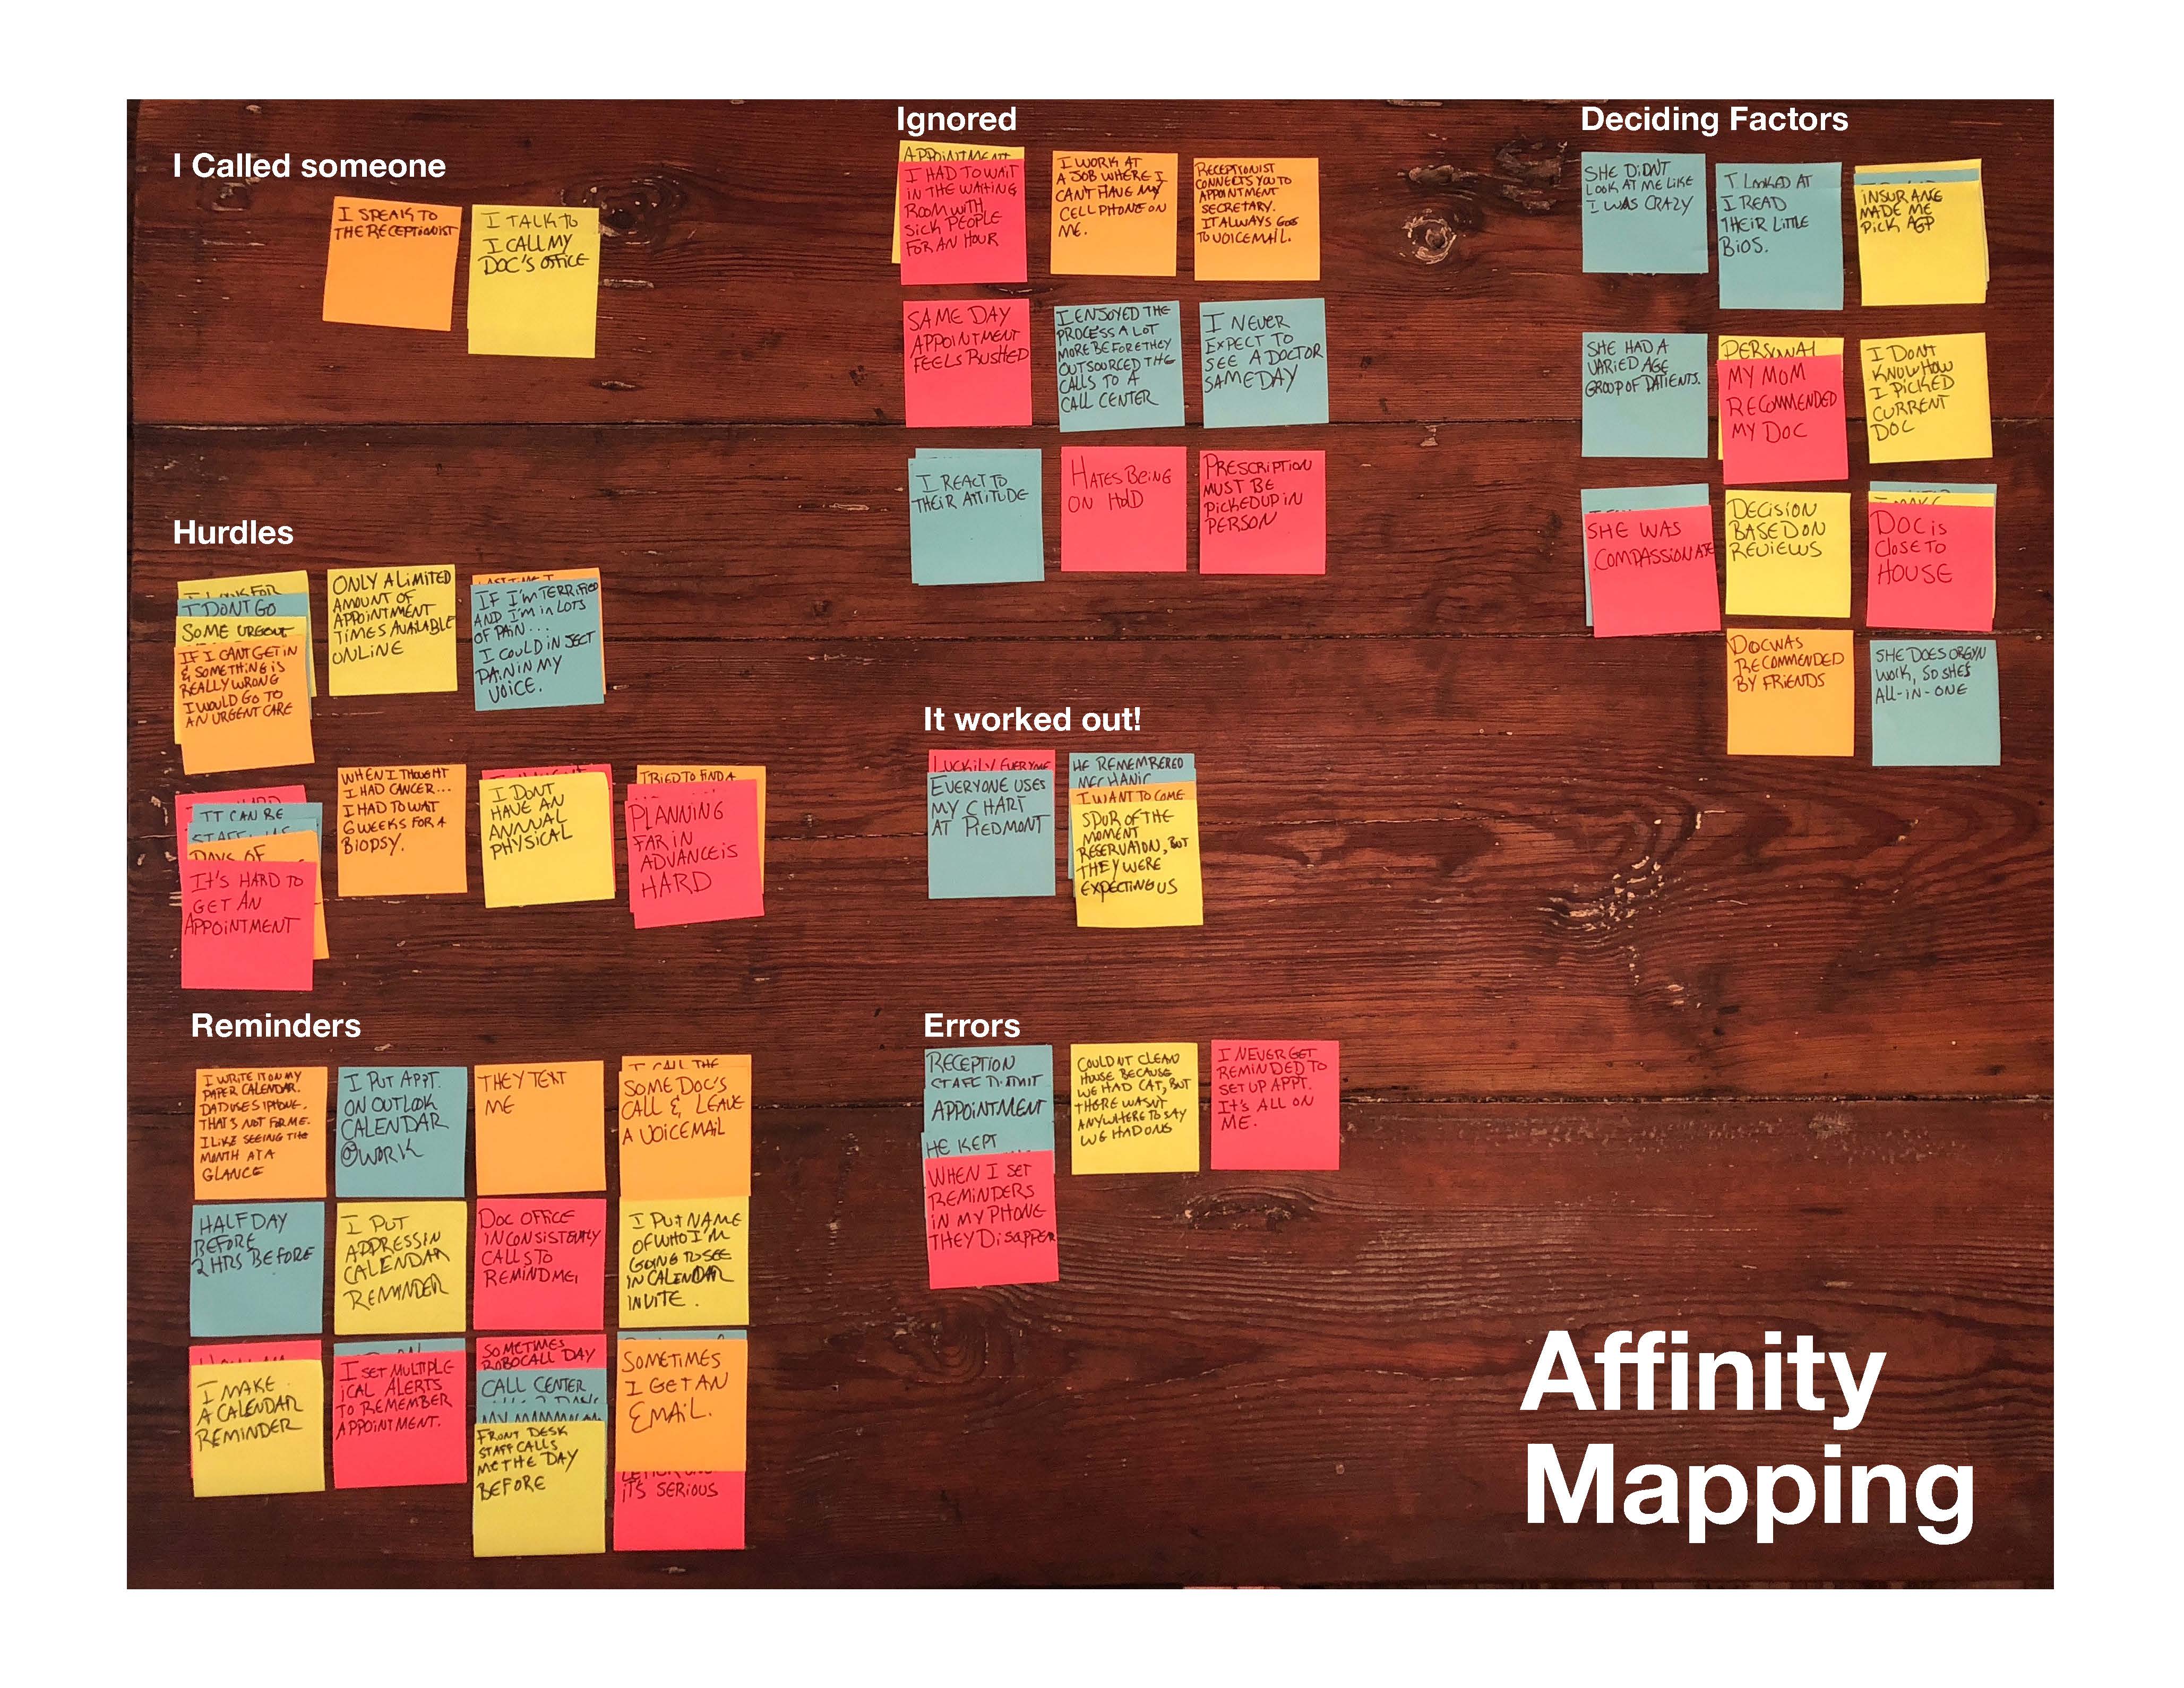 I Called someone
I SPEAK TO
THE RECEPTIONIST
I TALK TO
I CALL MY
DOC'S OFFICE
Ignored
APPOINTMENT
I HAD TO WAIT
IN THE WAITING
ROOM WITH
SICK PEOPLE
FOR AN HOUR
I WORK AT
A JOB WHERE I
CAN'T HAVE MY
CELL PHONE ON
ME.
RECEPTIONIST
CONNECTS YOU TO
APPOINTMENT
SECRETARY.
IT ALWAYS GOES
TO VOICEMAIL.
SAME DAY
APPOINTMENT
FEELS RUSHED
I ENJOYED THE
PROCESS A LOT
MORE BEFORE THEY
OUTSOURCED THE
CALLS TO A
CALL CENTER
I NEVER
EXPECT TO
SEE A DOCTOR
SAMEDAY
I REACT TO
THEIR ATTITUDE
HATES BEING
ON HOLD
PRESCRIPTION
MUST BE
PICKED UP IN
PERSON
Deciding Factors
SHE DIDN'T
LOOK AT ME LIKE
I WAS CRAZY
I LOOKED AT
I READ
THEIR LITTLE
BIOS.
INSURANCE
MADE ME
PICK A GP
SHE HAD A
VARIED AGE
GROUP OF PATIENTS.
PERSONAL
MY MOM
RECOMMENDED
MY DOC
I DON'T
KNOW HOW
I PICKED
CURRENT
DOC
SHE WAS
COMPASSIONATE
DECISION
BASED ON
REVIEWS
I MAKE
DOC IS
CLOSE TO
HOUSE
DOC WAS
RECOMMENDED
BY FRIENDS
SHE DOES OBGYN
WORK, SO SHE'S
ALL-IN-ONE
Hurdles
I LOOK FOR
I DON'T GO
SOME URGENT
IF I CAN'T GET IN
& SOMETHING IS
REALLY WRONG
I WOULD GO TO
AN URGENT CARE
ONLY A LIMITED
AMOUNT OF
APPOINTMENT
TIMES AVAILABLE
ONLINE
LAST TIME I
IF I'M TERRIFIED
AND I'M IN LOTS
OF PAIN...
I COULD INJECT
PAIN IN MY
VOICE.
IT CAN BE
DAYS OF
IT'S HARD TO
GET AN
APPOINTMENT
WHEN I THOUGHT
I HAD CANCER...
I HAD TO WAIT
6 WEEKS FOR A
BIOPSY.
I DON'T
HAVE AN
ANNUAL
PHYSICAL
TRIED TO FIND A
PLANNING
FAR IN
ADVANCE IS
HARD
It worked out!
LUCKILY EVERYONE
EVERYONE USES
MY CHART
AT PIEDMONT
HE REMEMBERED
MECHANIC
I WANT TO COME
SPUR OF THE
MOMENT
RESERVATION, BUT
THEY WERE
EXPECTING US
Reminders
I WRITE IT ON MY
PAPER CALENDAR.
DAD USES IPHONE.
THAT'S NOT FOR ME.
I LIKE SEEING THE
MONTH AT A
GLANCE
I PUT APPT.
ON OUTLOOK
CALENDAR
@WORK
THEY TEXT
ME
I CALL THE
SOME DOC'S
CALL & LEAVE
A VOICEMAIL
HALF DAY
BEFORE
2 HRS BEFORE
I PUT
ADDRESS IN
CALENDAR
REMINDER
DOC OFFICE
INCONSISTENTLY
CALLS TO
REMIND ME,
I PUT NAME
OF WHO I'M
GOING TO SEE
IN CALENDAR
INVITE.
I MAKE
A CALENDAR
REMINDER
I SET MULTIPLE
ICAL ALERTS
TO REMEMBER
APPOINTMENT.
SOMETIMES
ROBOCALL DAY
CALL CENTER
MY
FRONT DESK
STAFF CALLS
ME THE DAY
BEFORE
SOMETIMES
I GET AN
EMAIL.
IT'S SERIOUS
Errors
RECEPTION
STAFF DIDN'T
APPOINTMENT
HE KEPT
WHEN I SET
REMINDERS
IN MY PHONE
THEY DISAPPER
COULDNT CLEAN
HOUSE BECAUSE
WE HAD CAT, BUT
THERE WASN'T
ANYWHERE TO SAY
WE HAD ONE
I NEVER GET
REMINDED TO
SET UP APPT.
IT'S ALL ON
ME.
Affinity
Mapping